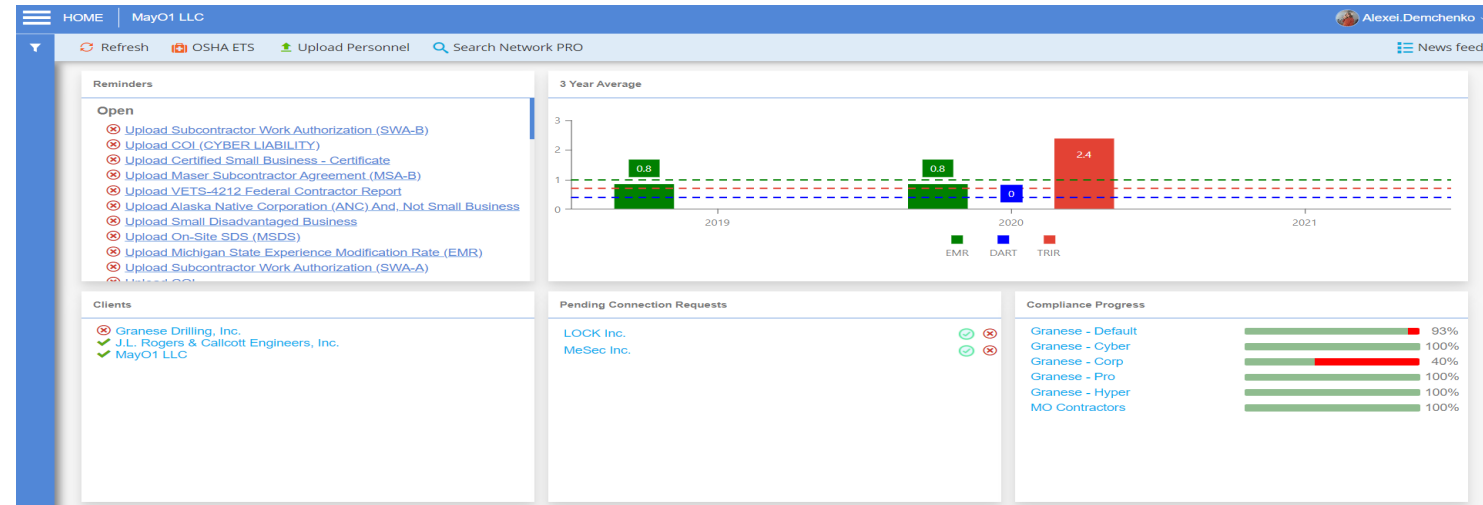 HOME MayO1 LLC Alexei.Demchenko
Refresh OSHA ETS Upload Personnel Search Network PRO News feed
Reminders
Open
Upload Subcontractor Work Authorization (SWA-B)
Upload COI (CYBER LIABILITY)
Upload Certified Small Business - Certificate
Upload Maser Subcontractor Agreement (MSA-B)
Upload VETS-4212 Federal Contractor Report
Upload Alaska Native Corporation (ANC) And, Not Small Business
Upload Small Disadvantaged Business
Upload On-Site SDS (MSDS)
Upload Michigan State Experience Modification Rate (EMR)
Upload Subcontractor Work Authorization (SWA-A)
Upload COI
3 Year Average
3
2
1
0
0.8
0.8
0
2.4
2019 2020 2021
EMR DART TRIR
Clients
Granese Drilling, Inc.
J.L. Rogers & Callcott Engineers, Inc.
MayO1 LLC
Pending Connection Requests
LOCK Inc.
MeSec Inc.
Compliance Progress
Granese - Default 93%
Granese - Cyber 100%
Granese - Corp 40%
Granese - Pro 100%
Granese - Hyper 100%
MO Contractors 100%